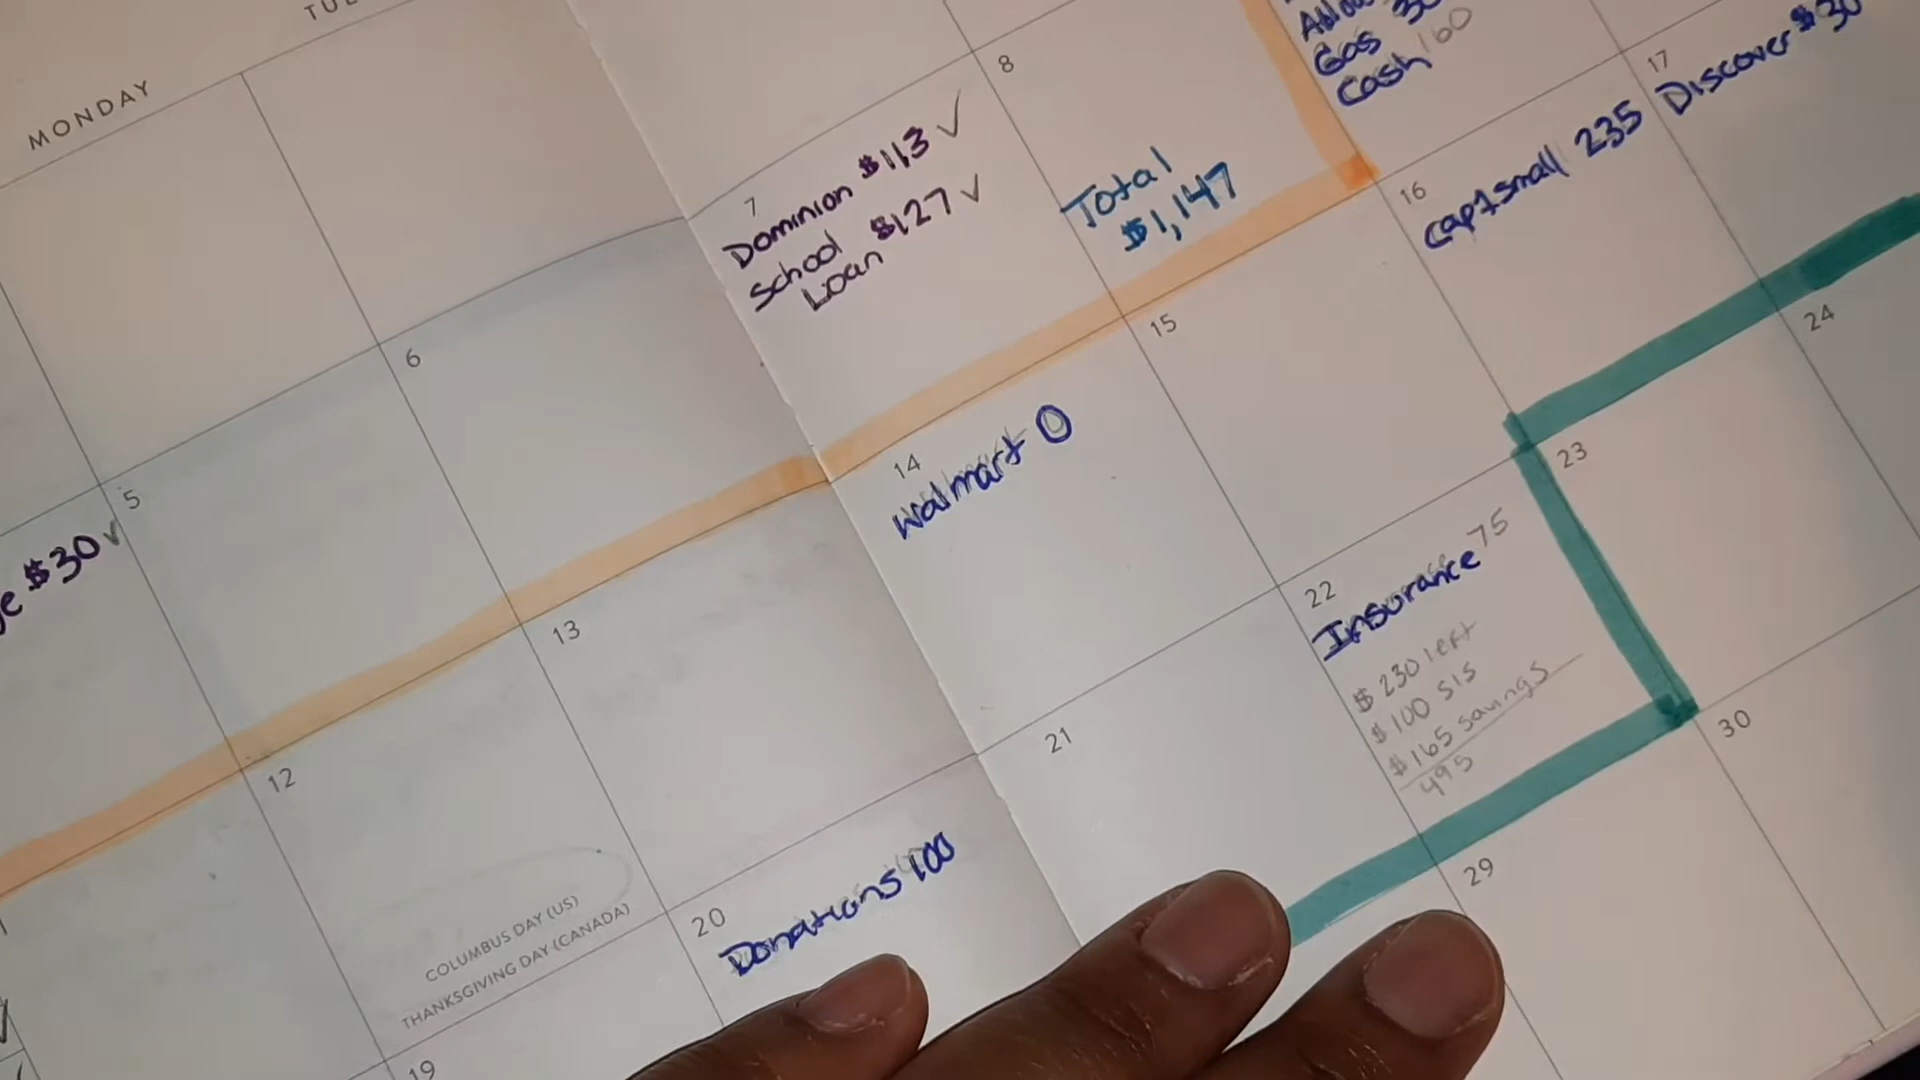 MONDAY
Gas
Cash 160
5
$30 ✓
6
7
Dominion $113 ✓
School $127 ✓
Loan
8
Total
$1,147
12
COLUMBUS DAY (US)
THANKSGIVING DAY (CANADA)
13
14
Walmart 0
15
16
Cap1small 235
17
Discover $30
19
20
Donations 100
21
22
Insurance 75
$230 left
$100 sis
$165 savings
495
23
24
29
30